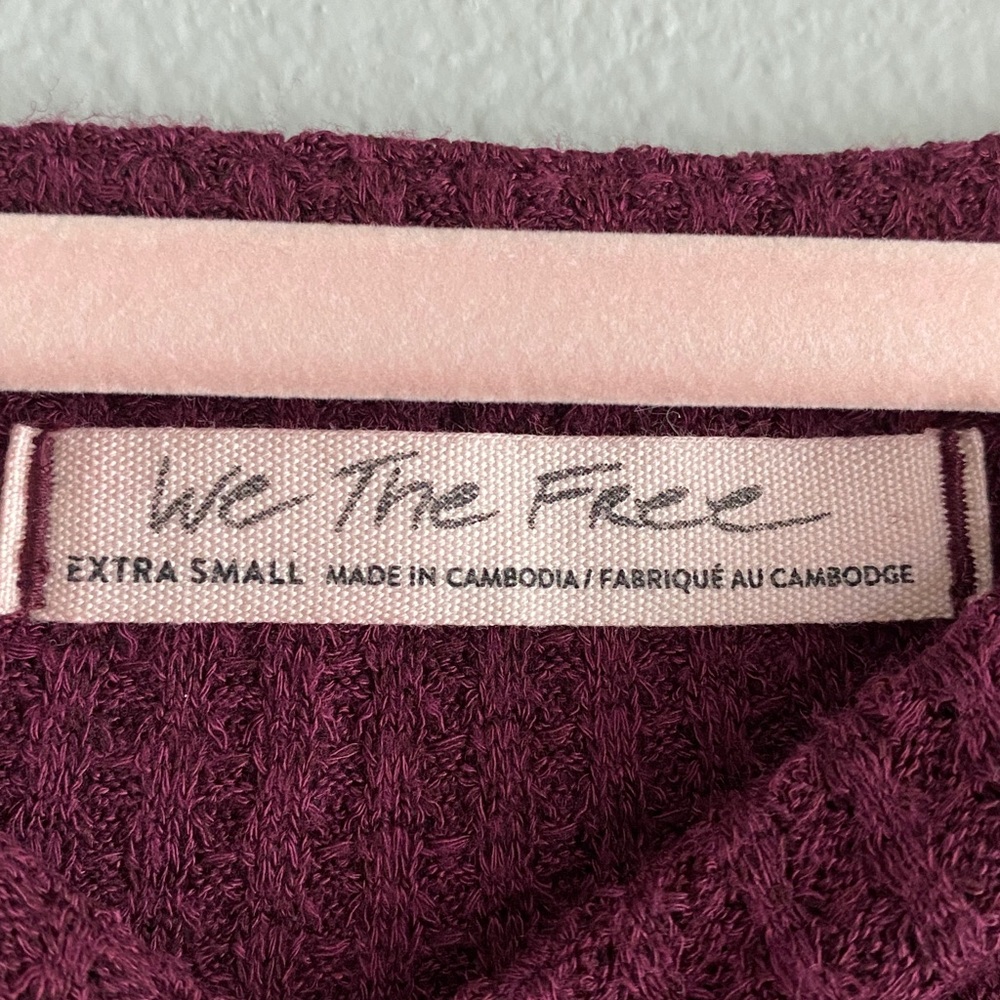 We The Free
EXTRA SMALL MADE IN CAMBODIA / FABRIQUÉ AU CAMBODGE